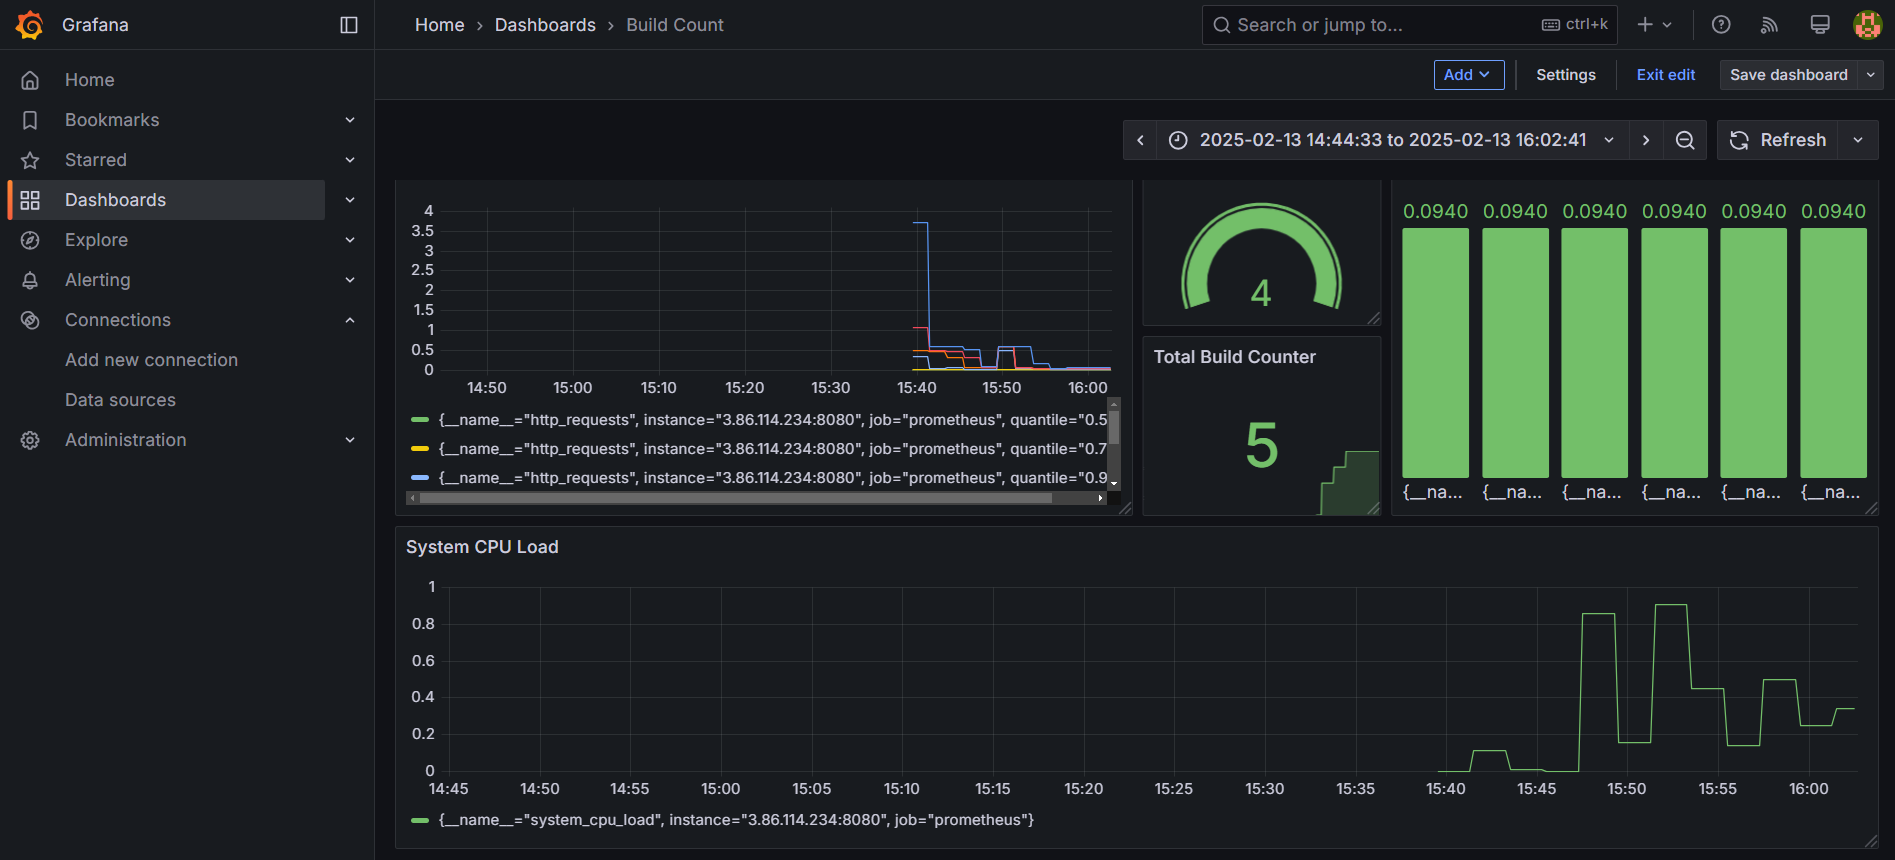 Grafana
Home › Dashboards › Build Count
Search or jump to...
ctrl+k
Home
Bookmarks
Starred
Dashboards
Explore
Alerting
Connections
Add new connection
Data sources
Administration
Add
Settings
Exit edit
Save dashboard
2025-02-13 14:44:33 to 2025-02-13 16:02:41
Refresh
4
3.5
3
2.5
2
1.5
1
0.5
0
14:50 15:00 15:10 15:20 15:30 15:40 15:50 16:00
{__name__="http_requests", instance="3.86.114.234:8080", job="prometheus", quantile="0.5
{__name__="http_requests", instance="3.86.114.234:8080", job="prometheus", quantile="0.7
{__name__="http_requests", instance="3.86.114.234:8080", job="prometheus", quantile="0.9
4
Total Build Counter
5
0.0940 0.0940 0.0940 0.0940 0.0940 0.0940
{__na... {__na... {__na... {__na... {__na... {__na...
System CPU Load
1
0.8
0.6
0.4
0.2
0
14:45 14:50 14:55 15:00 15:05 15:10 15:15 15:20 15:25 15:30 15:35 15:40 15:45 15:50 15:55 16:00
{__name__="system_cpu_load", instance="3.86.114.234:8080", job="prometheus"}